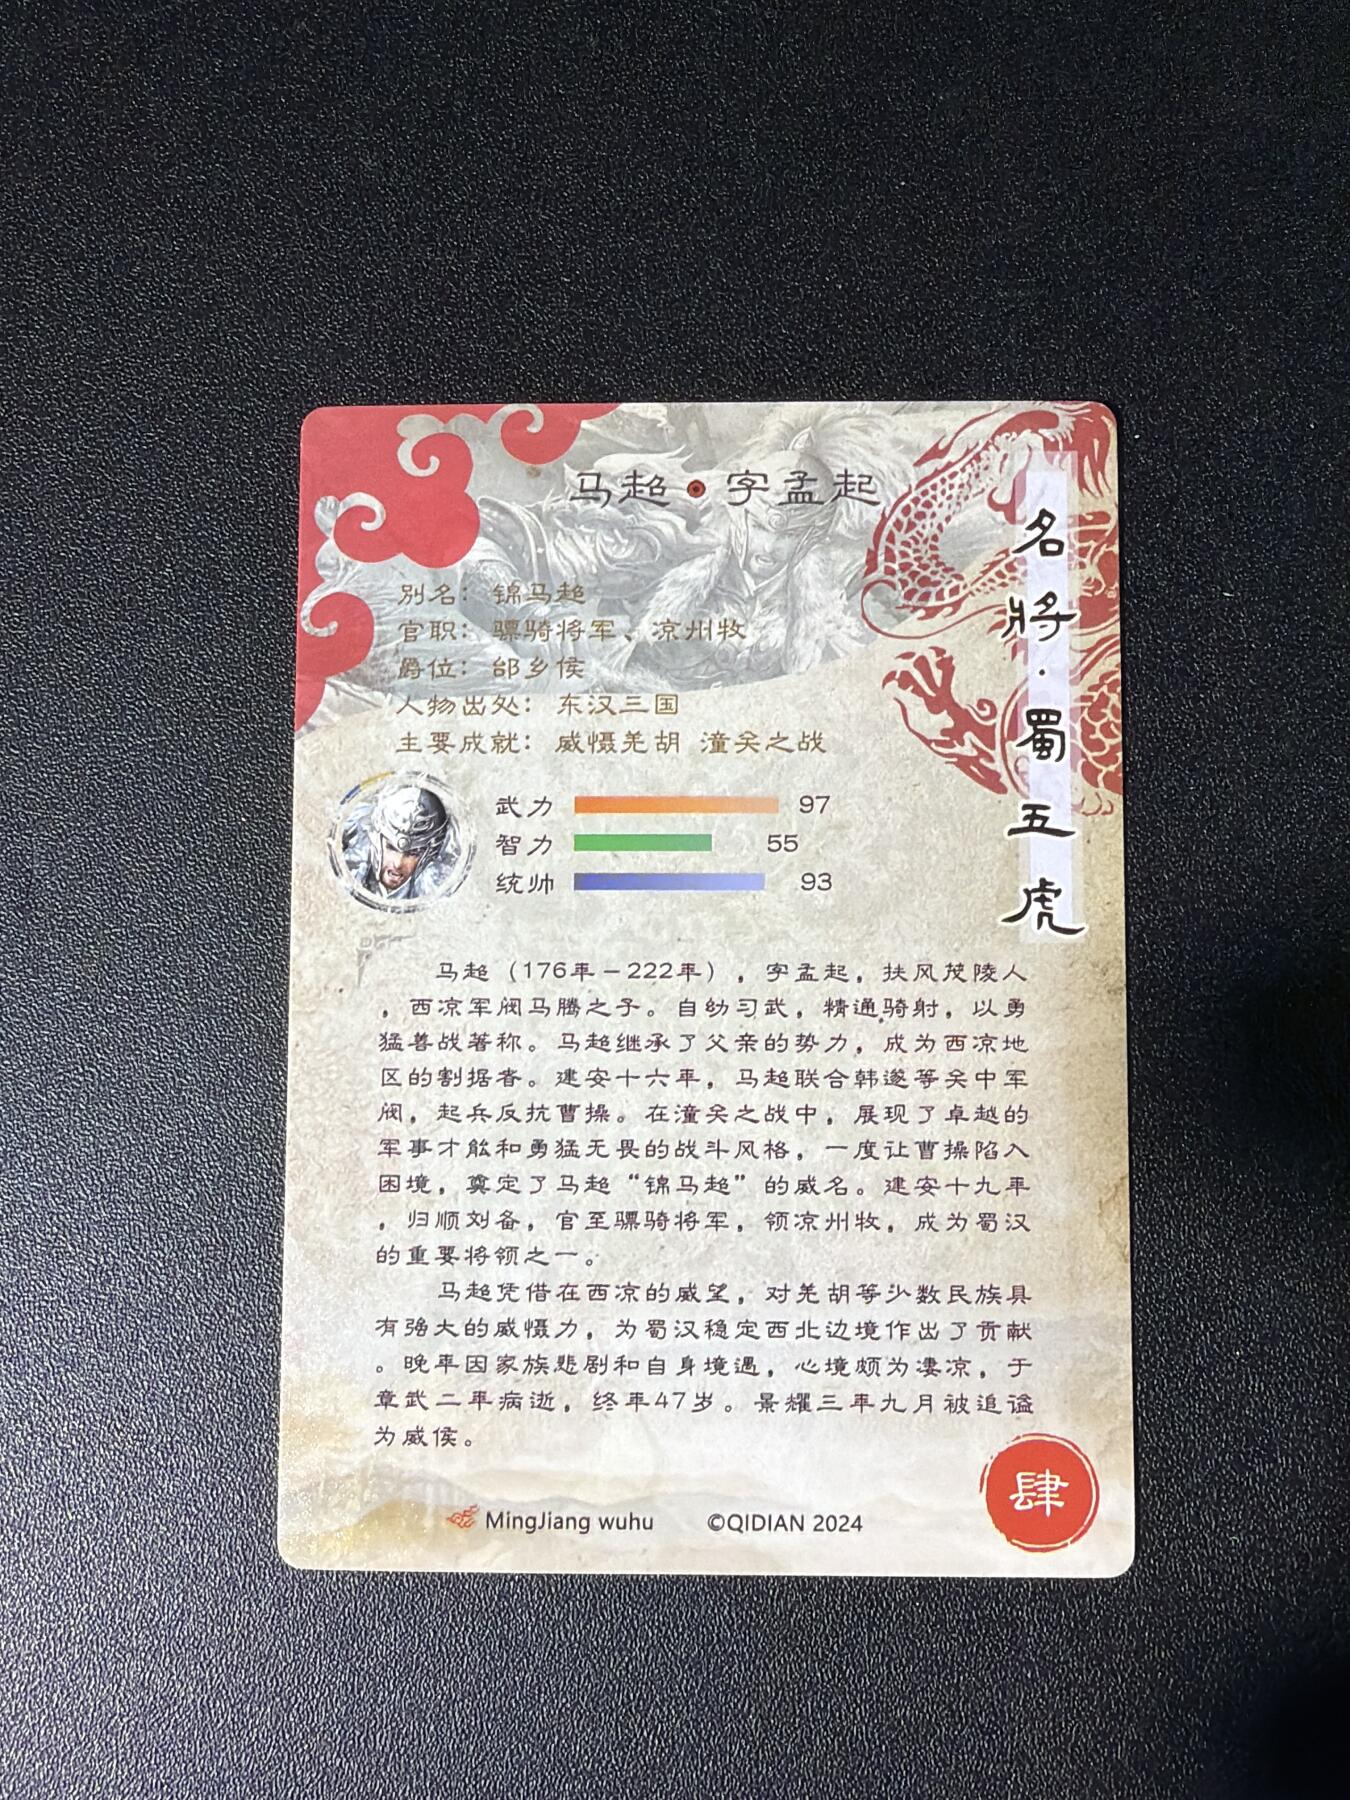 马超·字孟起
名将·蜀五虎
别名：锦马超
官职：骠骑将军、凉州牧
爵位：邰乡侯
人物出处：东汉三国
主要成就：威慑羌胡 潼关之战
武力 97
智力 55
统帅 93
马超（176年－222年），字孟起，扶风茂陵人
，西凉军阀马腾之子。自幼习武，精通骑射，以勇
猛善战著称。马超继承了父亲的势力，成为西凉地
区的割据者。建安十六年，马超联合韩遂等关中军
阀，起兵反抗曹操。在潼关之战中，展现了卓越的
军事才能和勇猛无畏的战斗风格，一度让曹操陷入
困境，奠定了马超“锦马超”的威名。建安十九年
，归顺刘备，官至骠骑将军，领凉州牧，成为蜀汉
的重要将领之一。
马超凭借在西凉的威望，对羌胡等少数民族具
有强大的威慑力，为蜀汉稳定西北边境作出了贡献
。晚年因家族悲剧和自身境遇，心境颇为凄凉，于
章武二年病逝，终年47岁。景耀三年九月被追谥
为威侯。
肆
MingJiang wuhu ©QIDIAN 2024